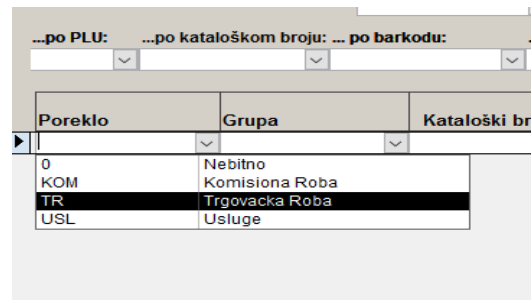 ...po PLU: ...po kataloškom broju: ... po barkodu:
Poreklo Grupa Kataloški br
0 Nebitno
KOM Komisiona Roba
TR Trgovacka Roba
USL Usluge